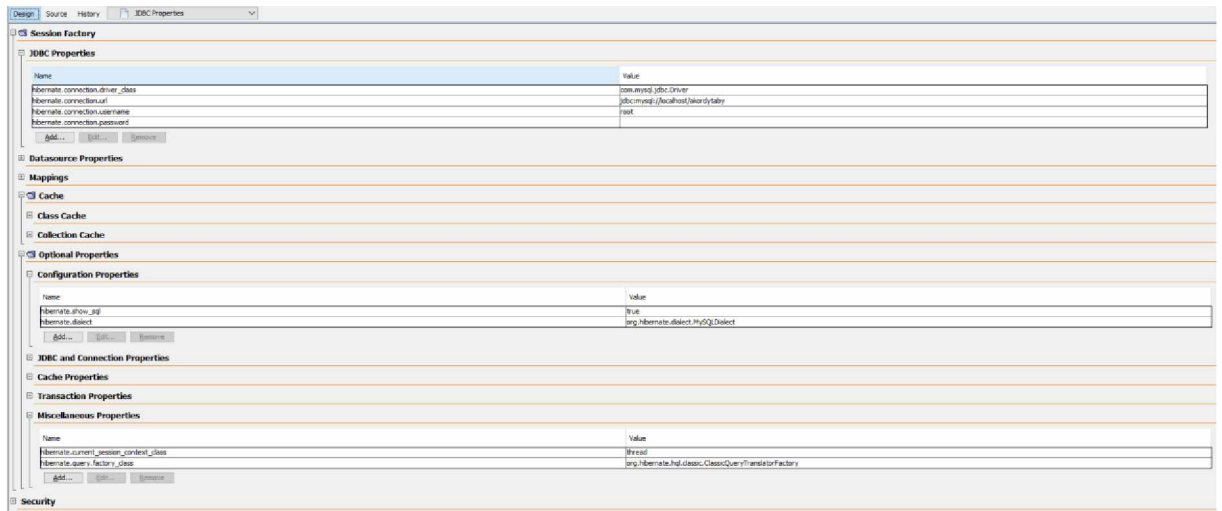 Design Source History JDBC Properties
Session Factory
JDBC Properties
Name Value
hibernate.connection.driver_class com.mysql.jdbc.Driver
hibernate.connection.url jdbc:mysql://localhost/akordytaby
hibernate.connection.username root
hibernate.connection.password
Add... Edit... Remove
Datasource Properties
Mappings
Cache
Class Cache
Collection Cache
Optional Properties
Configuration Properties
Name Value
hibernate.show_sql true
hibernate.dialect org.hibernate.dialect.MySQLDialect
Add... Edit... Remove
JDBC and Connection Properties
Cache Properties
Transaction Properties
Miscellaneous Properties
Name Value
hibernate.current_session_context_class thread
hibernate.query.factory_class org.hibernate.hql.classic.ClassicQueryTranslatorFactory
Add... Edit... Remove
Security